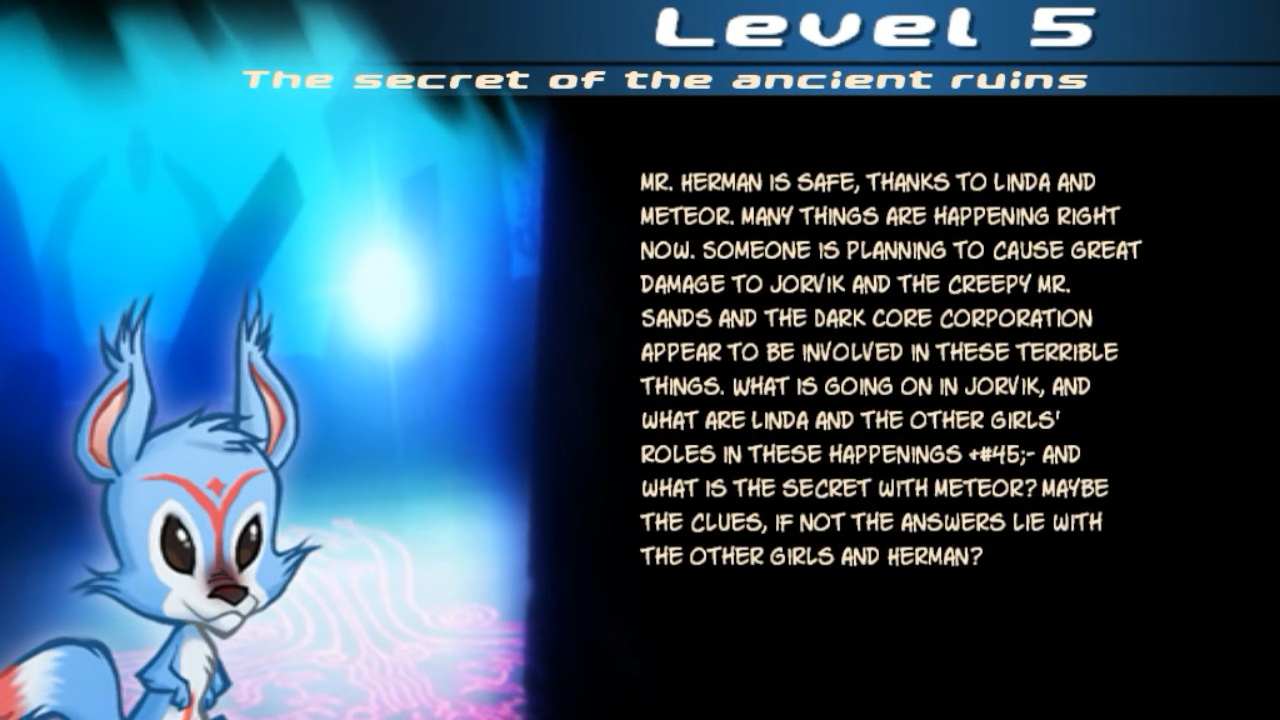 Level 5
The secret of the ancient ruins
MR. HERMAN IS SAFE, THANKS TO LINDA AND
METEOR. MANY THINGS ARE HAPPENING RIGHT
NOW. SOMEONE IS PLANNING TO CAUSE GREAT
DAMAGE TO JORVIK AND THE CREEPY MR.
SANDS AND THE DARK CORE CORPORATION
APPEAR TO BE INVOLVED IN THESE TERRIBLE
THINGS. WHAT IS GOING ON IN JORVIK, AND
WHAT ARE LINDA AND THE OTHER GIRLS'
ROLES IN THESE HAPPENINGS +#45;- AND
WHAT IS THE SECRET WITH METEOR? MAYBE
THE CLUES, IF NOT THE ANSWERS LIE WITH
THE OTHER GIRLS AND HERMAN?